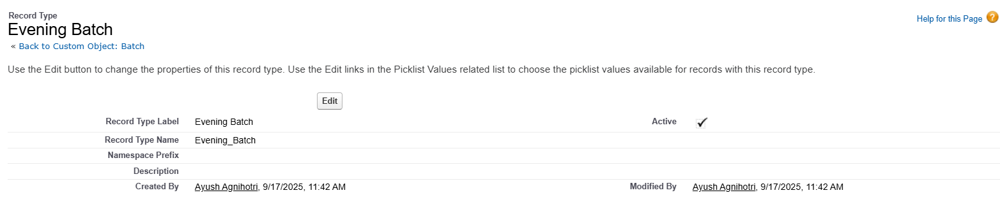 Record Type
Evening Batch
« Back to Custom Object: Batch
Help for this Page ?
Use the Edit button to change the properties of this record type. Use the Edit links in the Picklist Values related list to choose the picklist values available for records with this record type.
Edit
Record Type Label Evening Batch Active
Record Type Name Evening_Batch
Namespace Prefix
Description
Created By Ayush Agnihotri, 9/17/2025, 11:42 AM Modified By Ayush Agnihotri, 9/17/2025, 11:42 AM